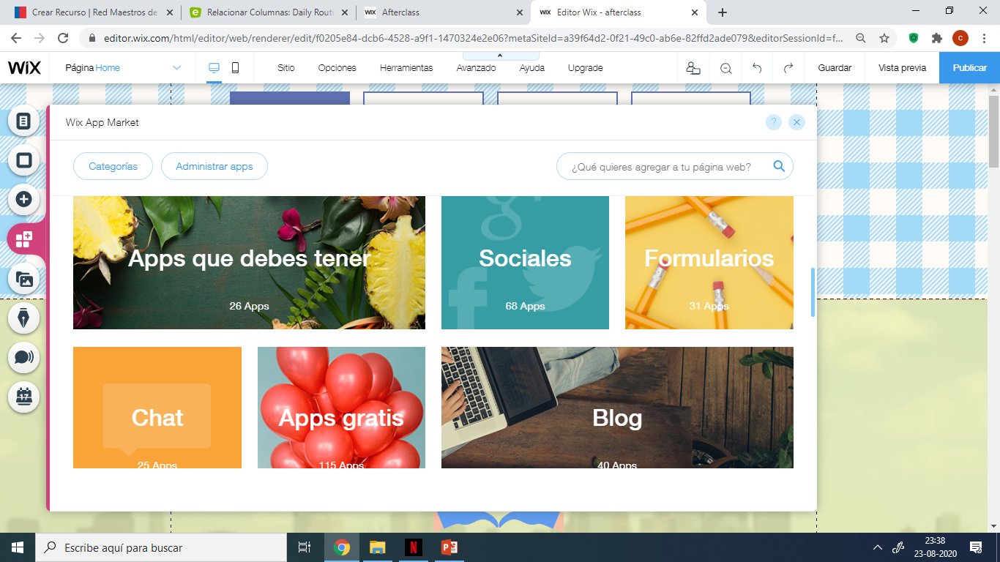 Crear Recurso | Red Maestros de
Relacionar Columnas: Daily Routi
WIX Afterclass
WIX Editor Wix - afterclass
editor.wix.com/html/editor/web/renderer/edit/f0205e84-dcb6-4528-a9f1-1470324e2e06?metaSiteId=a39f64d2-0f21-49c0-ab6e-82ffd2ade079&editorSessionId=f...
c
WiX
Página Home
Sitio
Opciones
Herramientas
Avanzado
Ayuda
Upgrade
Guardar
Vista previa
Publicar
Wix App Market
?
Categorías
Administrar apps
¿Qué quieres agregar a tu página web?
Apps que debes tener
26 Apps
Sociales
68 Apps
Formularios
31 Apps
Chat
25 Apps
Apps gratis
115 Apps
Blog
40 Apps
17
Escribe aquí para buscar
23:38
23-08-2020